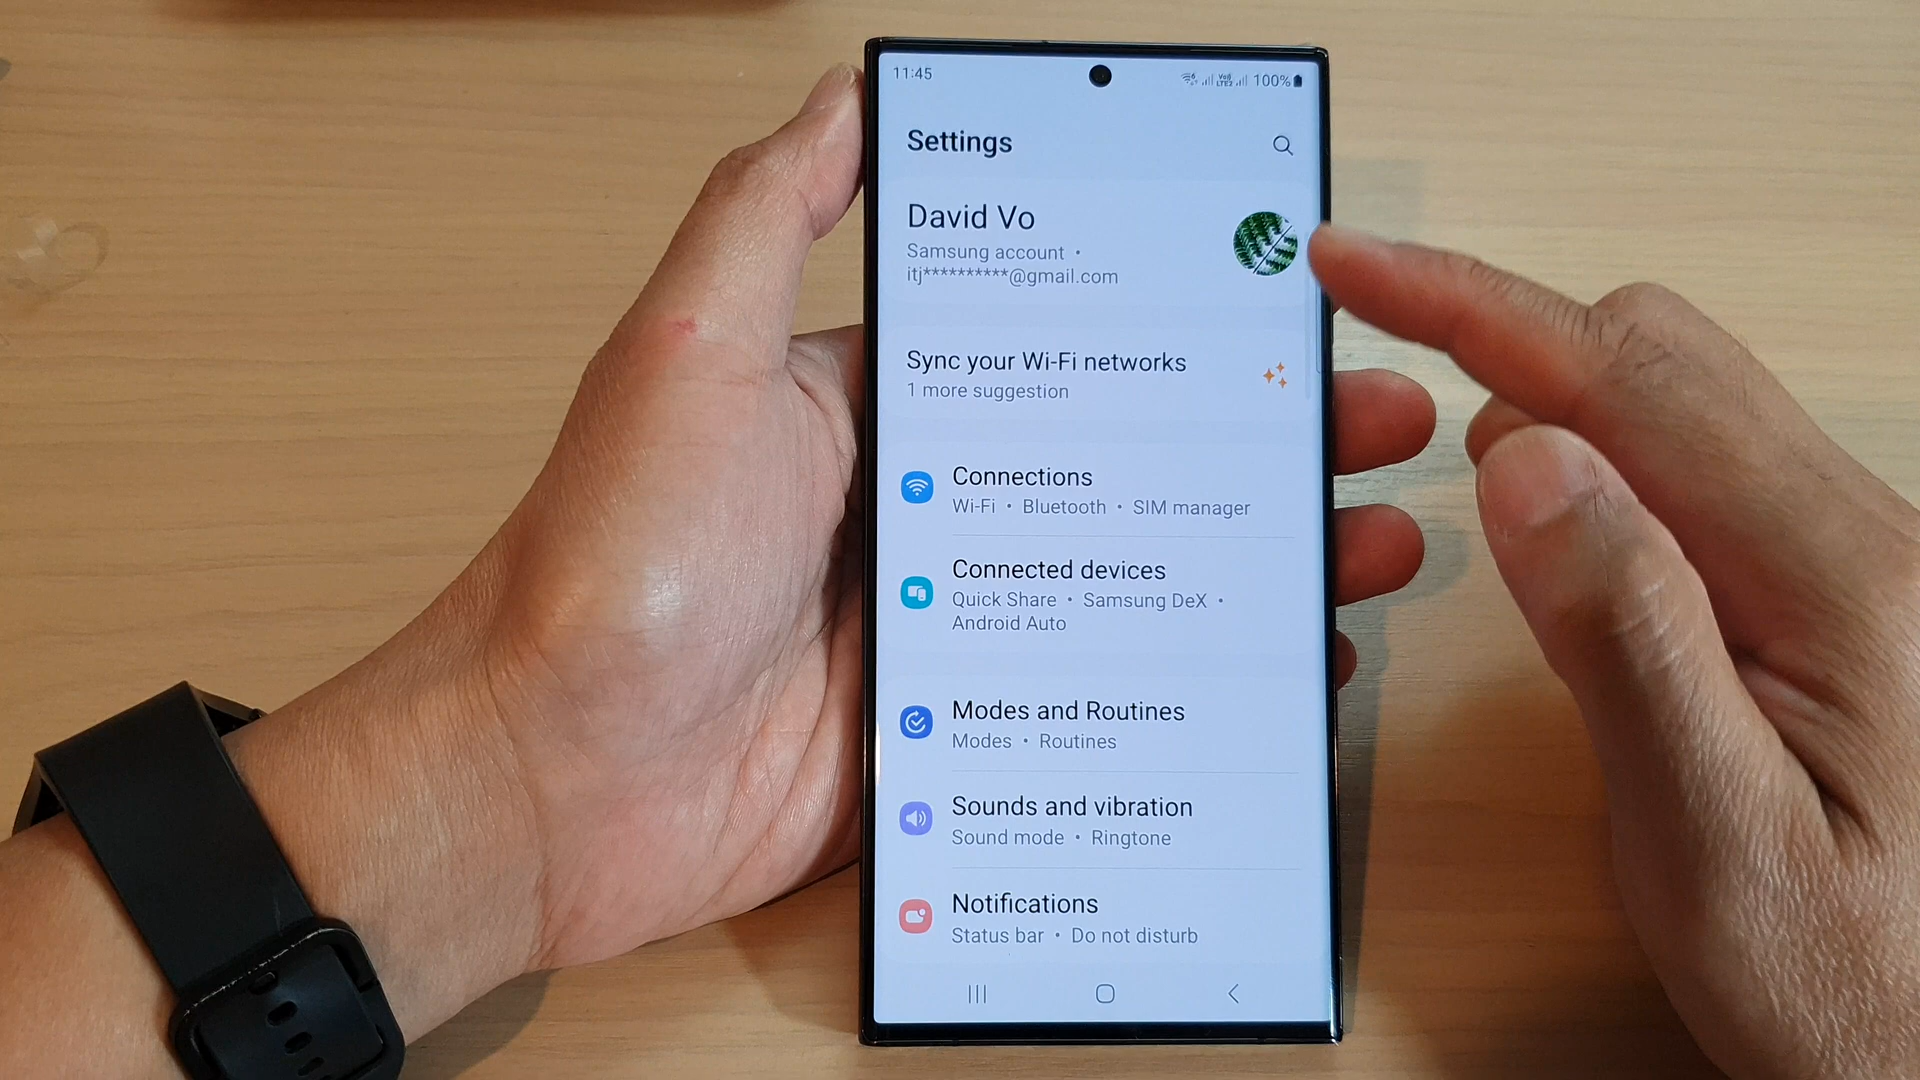 11:45
100%
Settings
David Vo
Samsung account •
itj**********@gmail.com
Sync your Wi-Fi networks
1 more suggestion
Connections
Wi-Fi • Bluetooth • SIM manager
Connected devices
Quick Share • Samsung DeX •
Android Auto
Modes and Routines
Modes • Routines
Sounds and vibration
Sound mode • Ringtone
Notifications
Status bar • Do not disturb